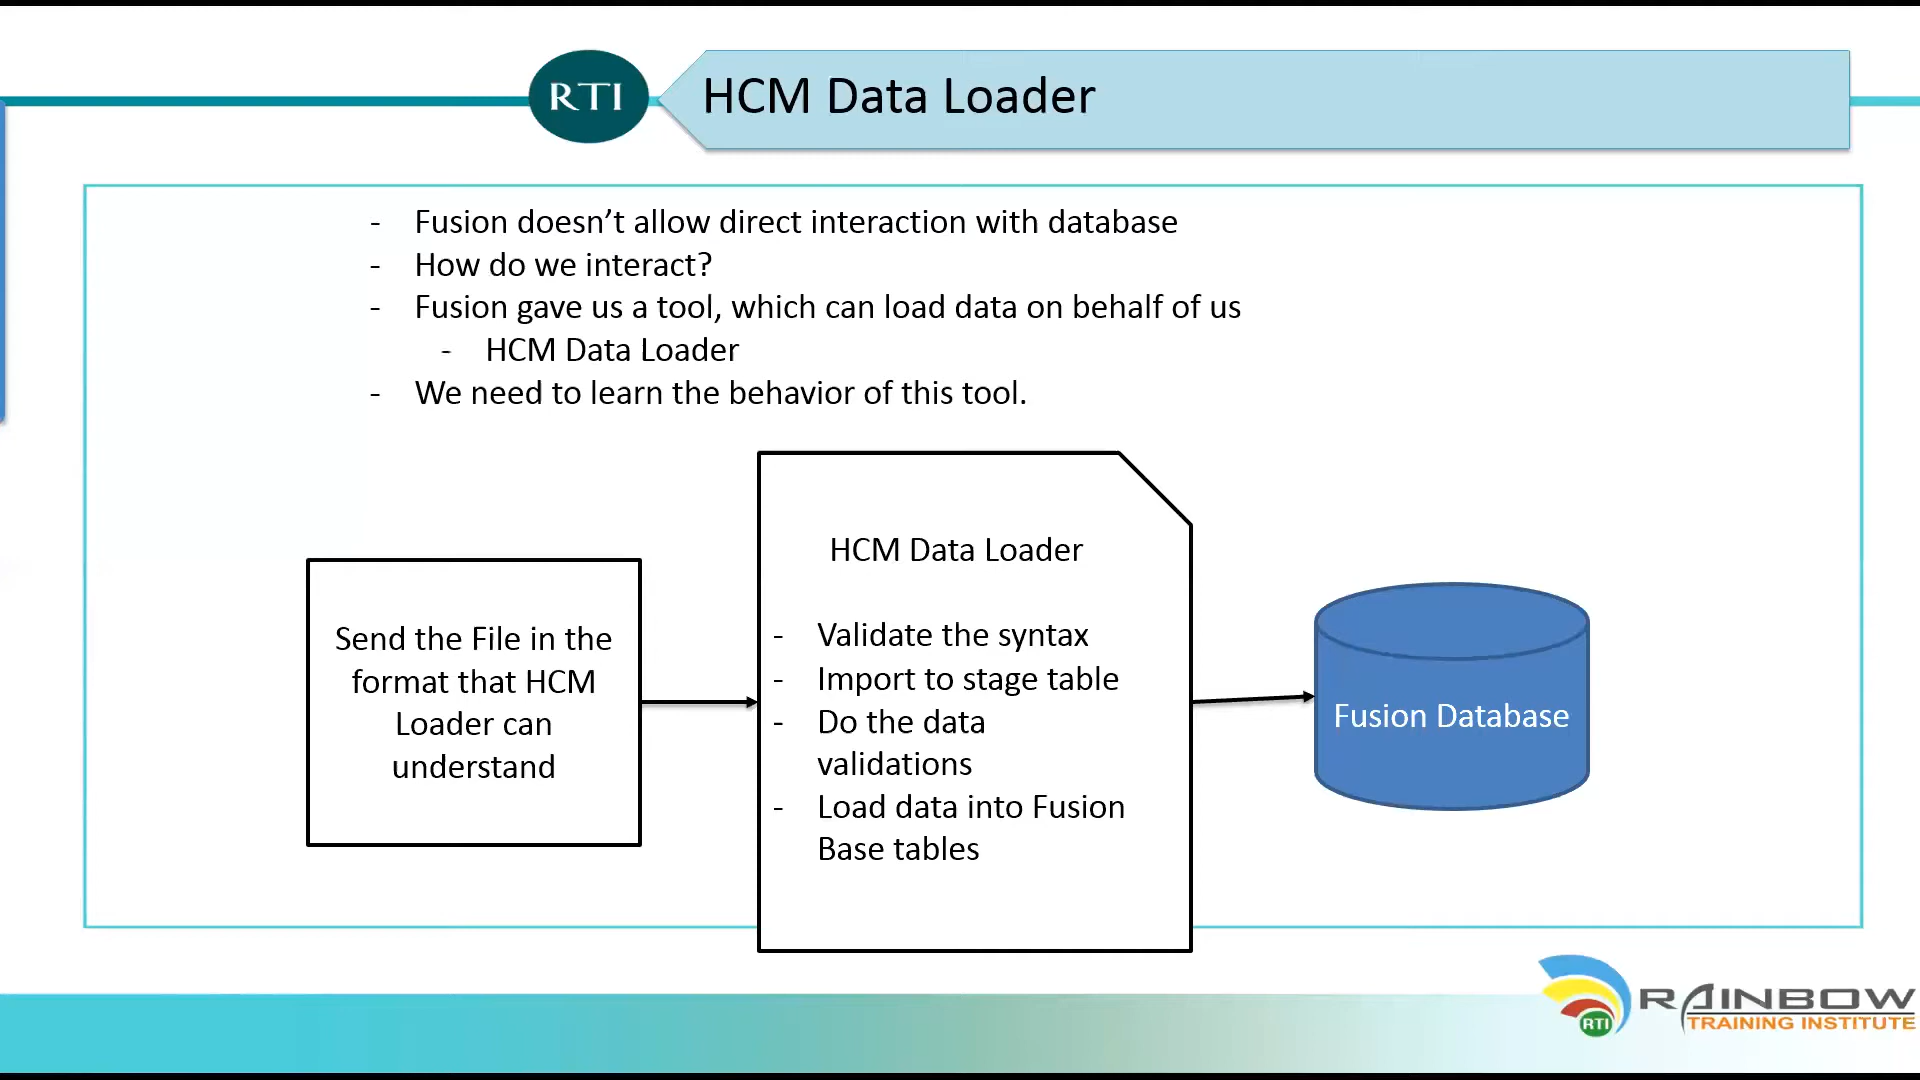 RTI
HCM Data Loader
- Fusion doesn’t allow direct interaction with database
- How do we interact?
- Fusion gave us a tool, which can load data on behalf of us
- HCM Data Loader
- We need to learn the behavior of this tool.
Send the File in the
format that HCM
Loader can
understand
HCM Data Loader
- Validate the syntax
- Import to stage table
- Do the data
validations
- Load data into Fusion
Base tables
Fusion Database
RTI
RAINBOW
TRAINING INSTITUTE